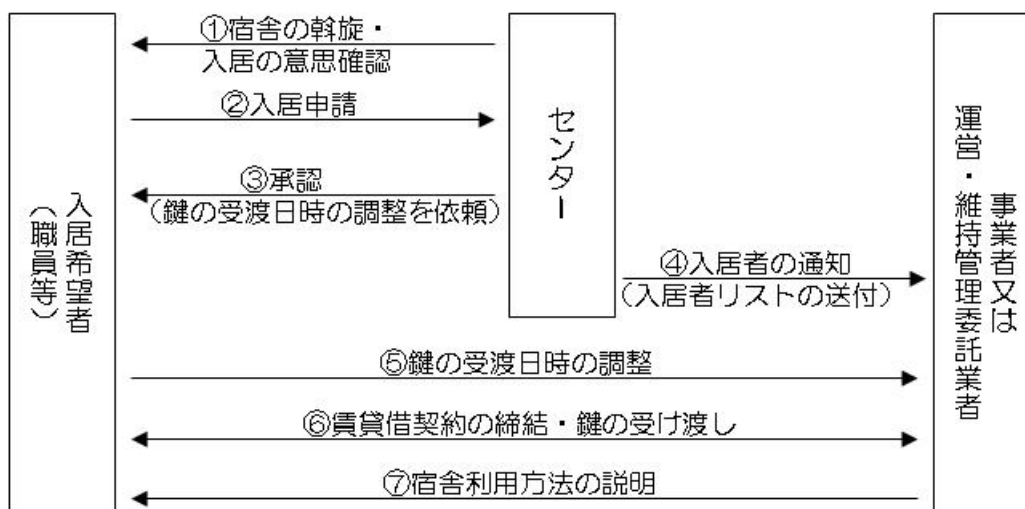 ①宿舎の斡旋・
入居の意思確認
②入居申請
③承認
(鍵の受渡日時の調整を依頼)
センター
④入居者の通知
(入居者リストの送付)
入居希望者
(職員等)
事業者又は
運営・維持管理委託業者
⑤鍵の受渡日時の調整
⑥賃貸借契約の締結・鍵の受け渡し
⑦宿舎利用方法の説明